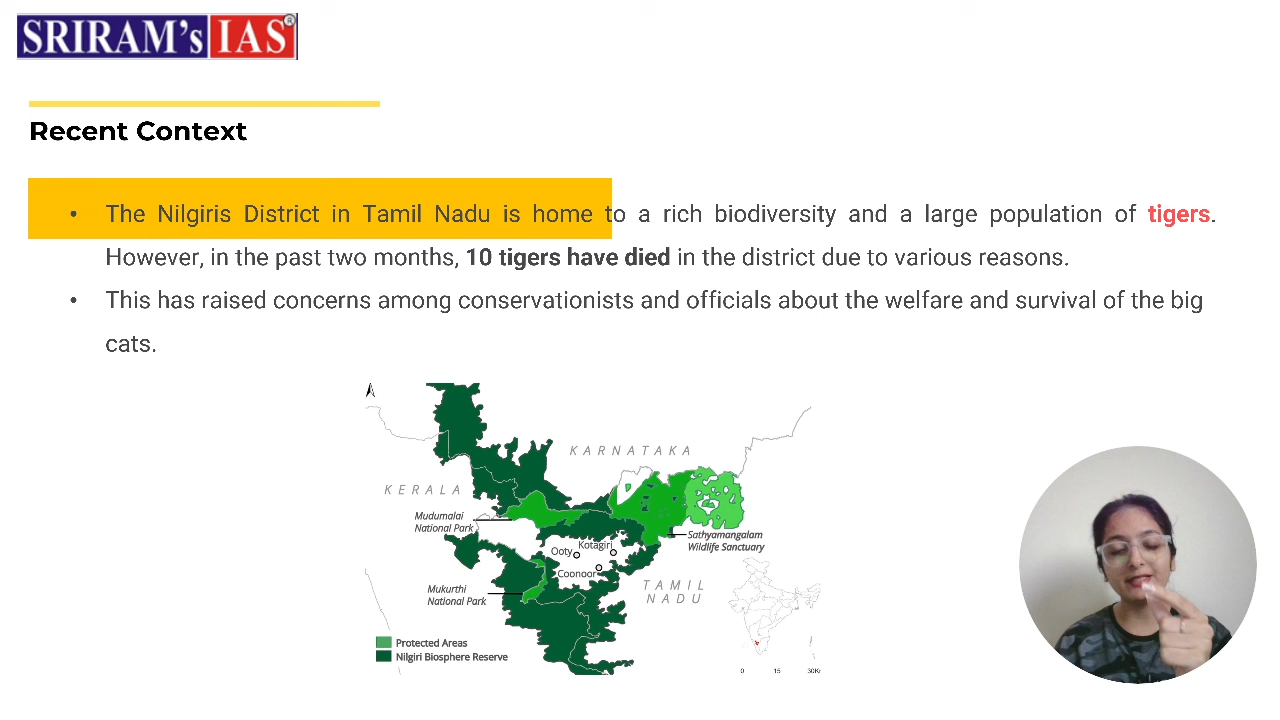 SRIRAM's IAS®
Recent Context
• The Nilgiris District in Tamil Nadu is home to a rich biodiversity and a large population of tigers.
However, in the past two months, 10 tigers have died in the district due to various reasons.
• This has raised concerns among conservationists and officials about the welfare and survival of the big
cats.
KARNATAKA
KERALA
Mudumalai
National Park
Sathyamangalam
Wildlife Sanctuary
Kotagiri
Ooty
Coonoor
TAMIL
NADU
Mukurthi
National Park
Protected Areas
Nilgiri Biosphere Reserve
0 15 30K